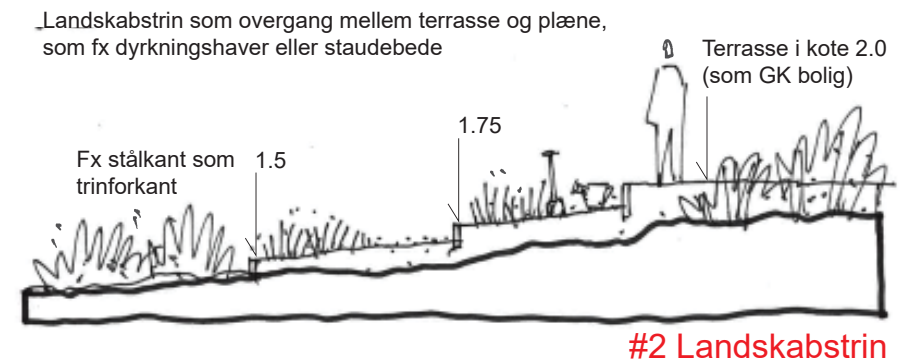 Landskabstrin som overgang mellem terrasse og plæne,
som fx dyrkningshaver eller staudebede
Terrasse i kote 2.0
(som GK bolig)
1.75
Fx stålkant som
trinforkant
1.5
#2 Landskabstrin